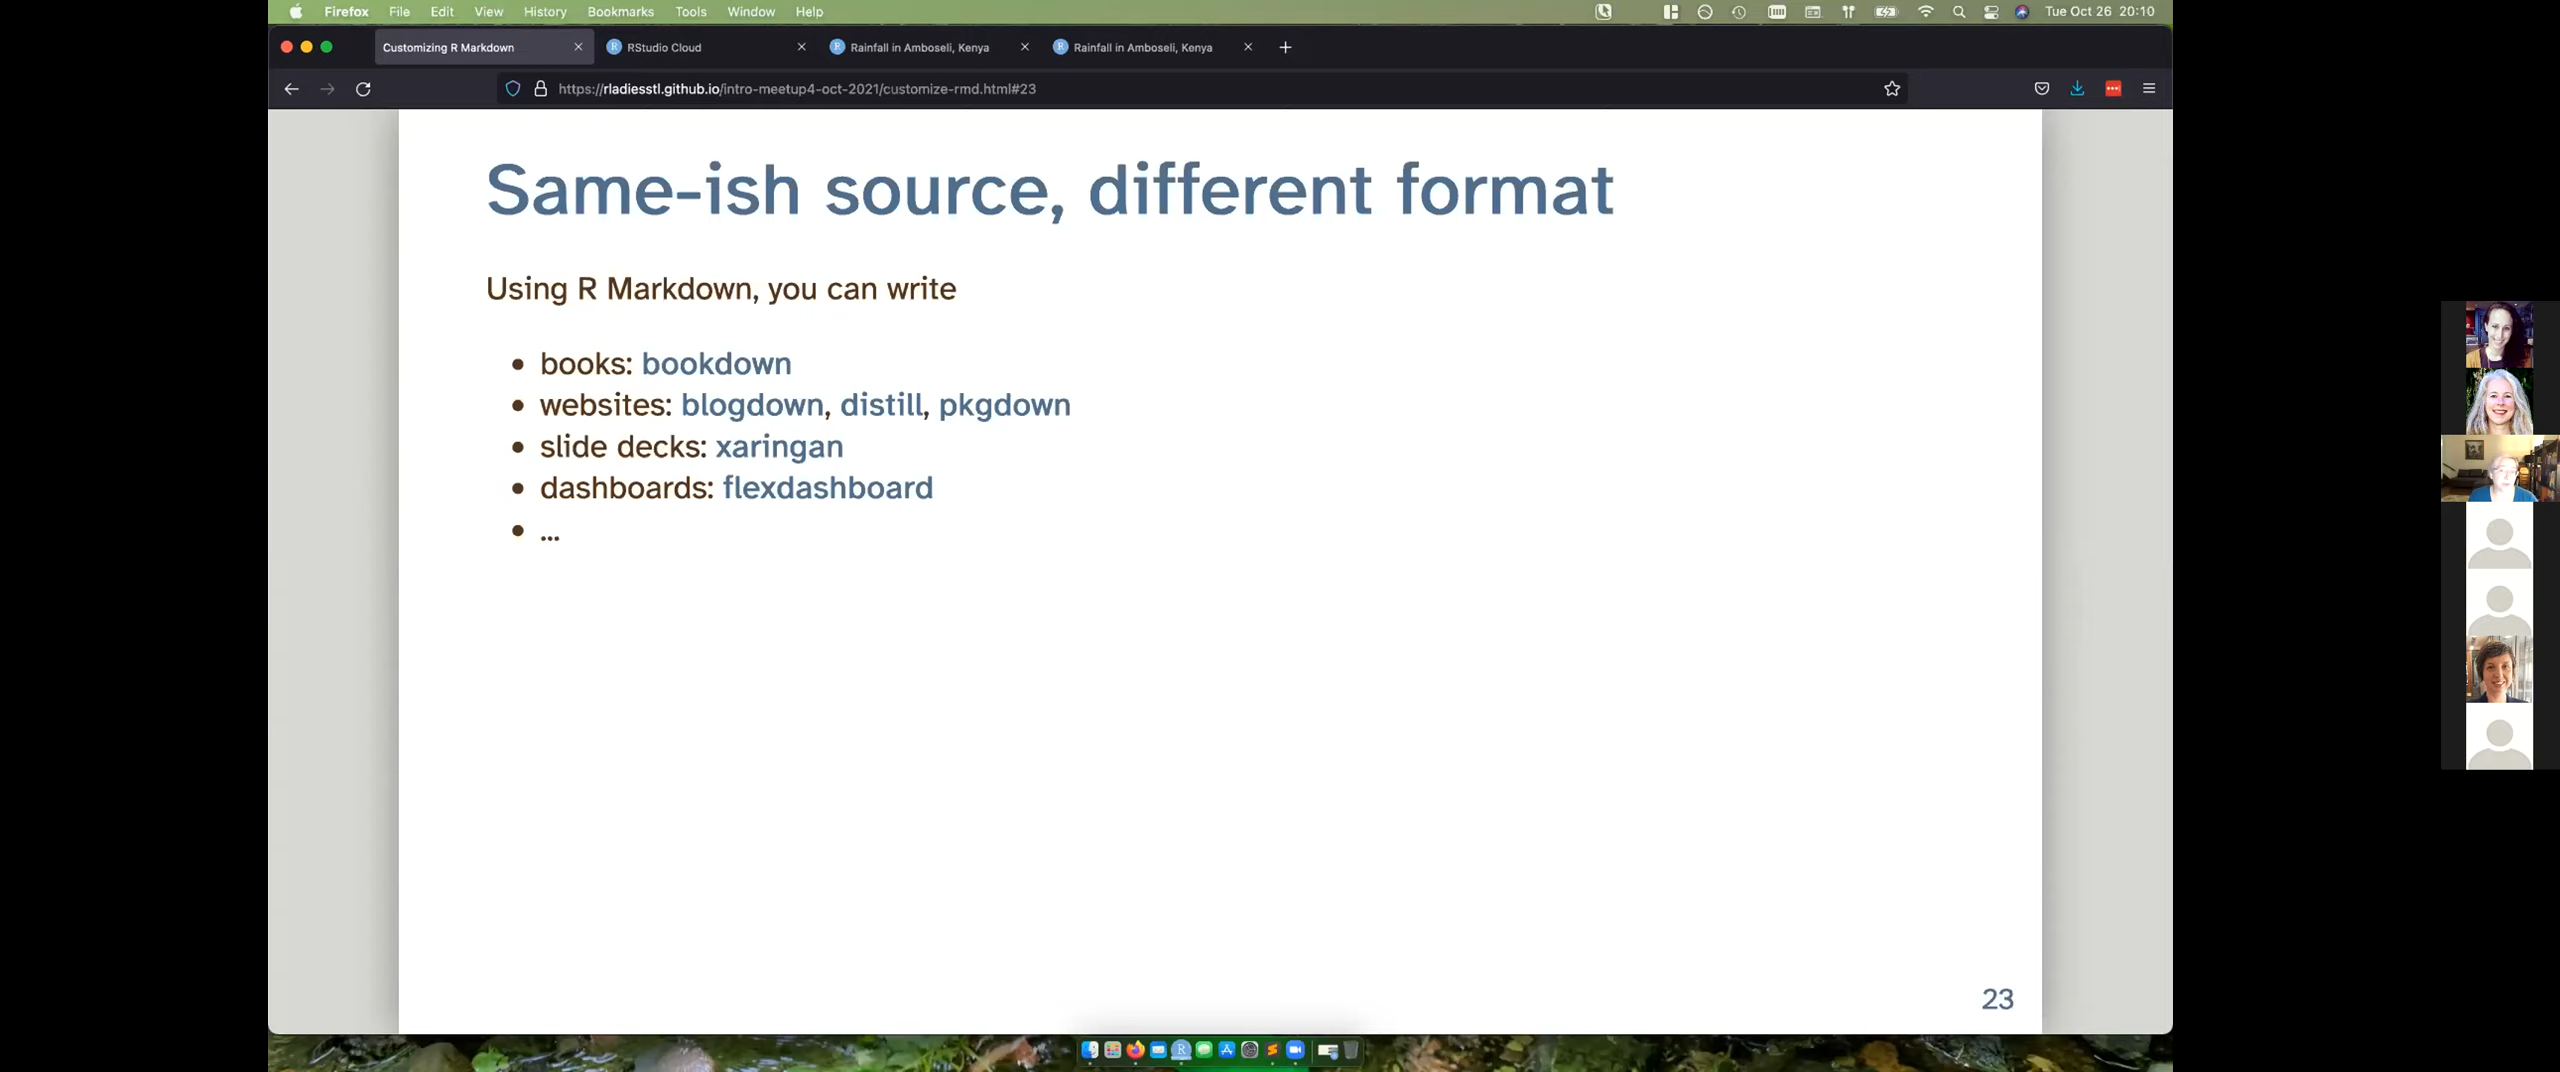 Firefox File Edit View History Bookmarks Tools Window Help Tue Oct 26 20:10
Customizing R Markdown RStudio Cloud Rainfall in Amboseli, Kenya Rainfall in Amboseli, Kenya
https://rladiesstl.github.io/intro-meetup4-oct-2021/customize-rmd.html#23
Same-ish source, different format
Using R Markdown, you can write
• books: bookdown
• websites: blogdown, distill, pkgdown
• slide decks: xaringan
• dashboards: flexdashboard
• ...
23